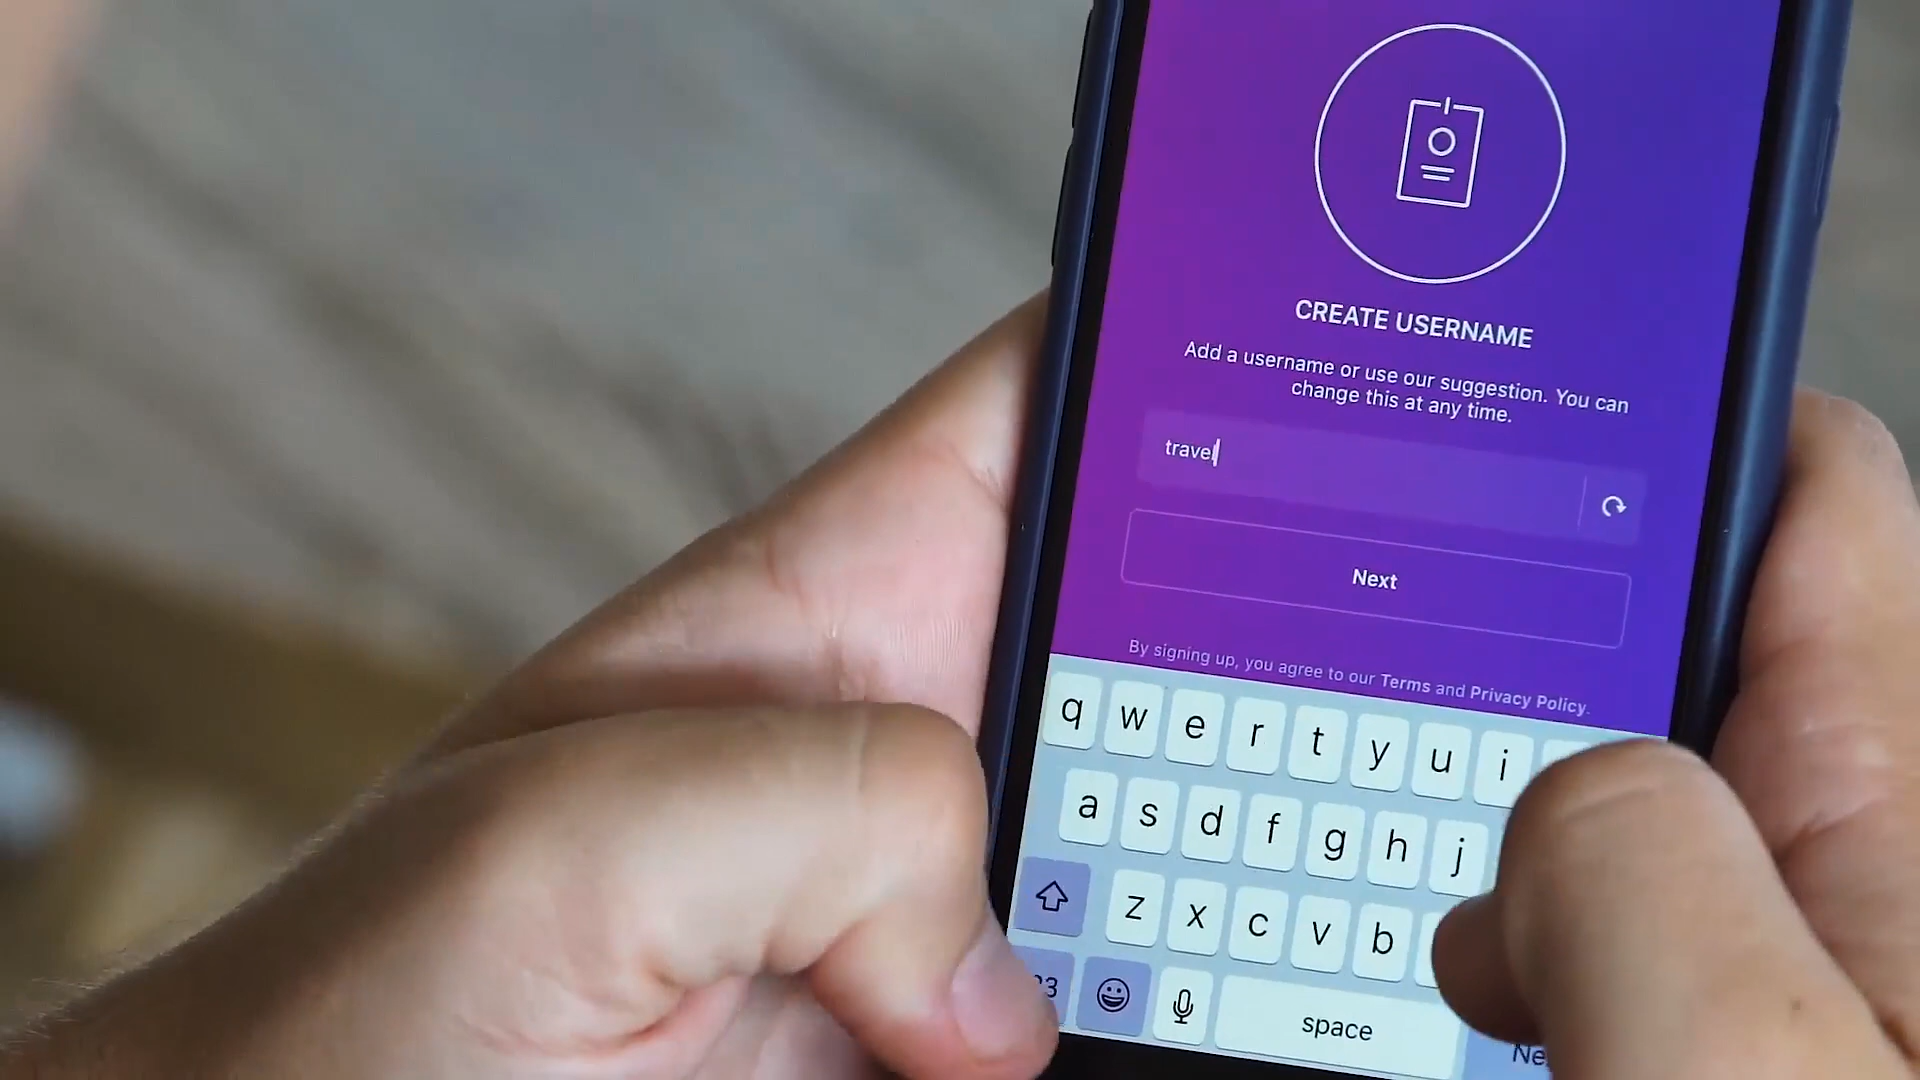 CREATE USERNAME
Add a username or use our suggestion. You can
change this at any time.
travel
Next
By signing up, you agree to our Terms and Privacy Policy.
q w e r t y u i
a s d f g h j
z x c v b
space